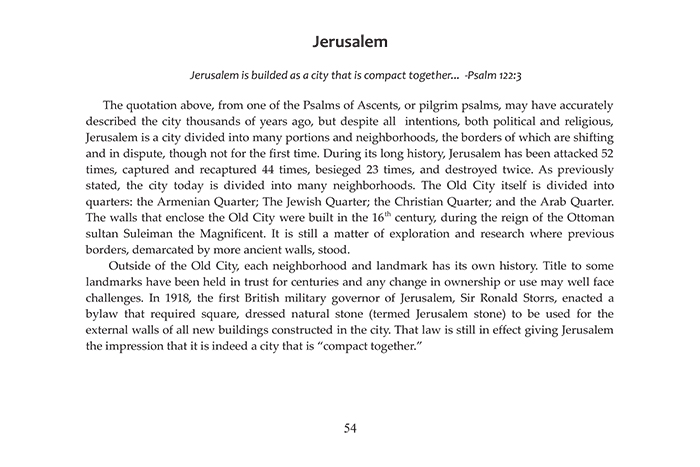 Jerusalem
Jerusalem is builded as a city that is compact together... -Psalm 122:3
The quotation above, from one of the Psalms of Ascents, or pilgrim psalms, may have accurately
described the city thousands of years ago, but despite all intentions, both political and religious,
Jerusalem is a city divided into many portions and neighborhoods, the borders of which are shifting
and in dispute, though not for the first time. During its long history, Jerusalem has been attacked 52
times, captured and recaptured 44 times, besieged 23 times, and destroyed twice. As previously
stated, the city today is divided into many neighborhoods. The Old City itself is divided into
quarters: the Armenian Quarter; The Jewish Quarter; the Christian Quarter; and the Arab Quarter.
The walls that enclose the Old City were built in the 16th century, during the reign of the Ottoman
sultan Suleiman the Magnificent. It is still a matter of exploration and research where previous
borders, demarcated by more ancient walls, stood.
Outside of the Old City, each neighborhood and landmark has its own history. Title to some
landmarks have been held in trust for centuries and any change in ownership or use may well face
challenges. In 1918, the first British military governor of Jerusalem, Sir Ronald Storrs, enacted a
bylaw that required square, dressed natural stone (termed Jerusalem stone) to be used for the
external walls of all new buildings constructed in the city. That law is still in effect giving Jerusalem
the impression that it is indeed a city that is “compact together.”
54